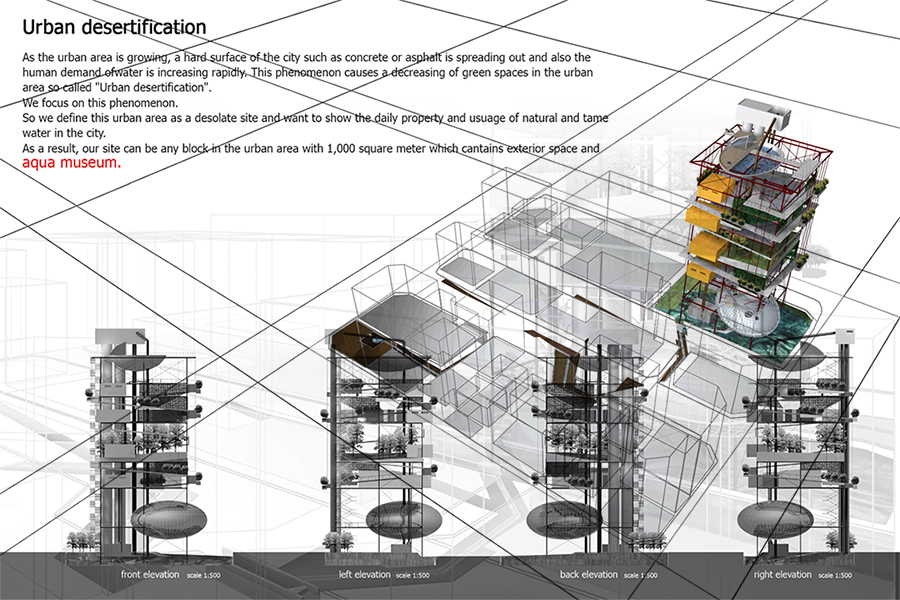 Urban desertification
As the urban area is growing, a hard surface of the city such as concrete or asphalt is spreading out and also the
human demand ofwater is increasing rapidly. This phenomenon causes a decreasing of green spaces in the urban
area so called "Urban desertification".
We focus on this phenomenon.
So we define this urban area as a desolate site and want to show the daily property and usuage of natural and tame
water in the city.
As a result, our site can be any block in the urban area with 1,000 square meter which cantains exterior space and
aqua museum.
front elevation scale 1:500
left elevation scale 1:500
back elevation scale 1:500
right elevation scale 1:500